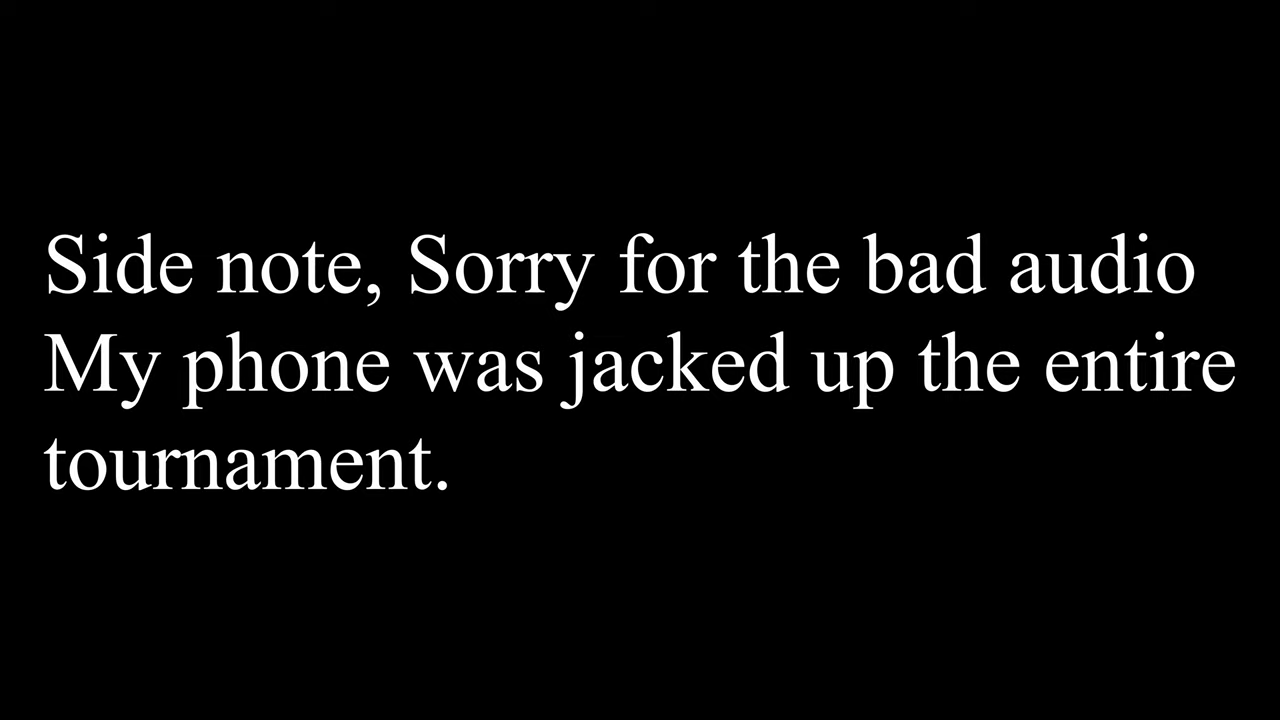 Side note, Sorry for the bad audio
My phone was jacked up the entire
tournament.